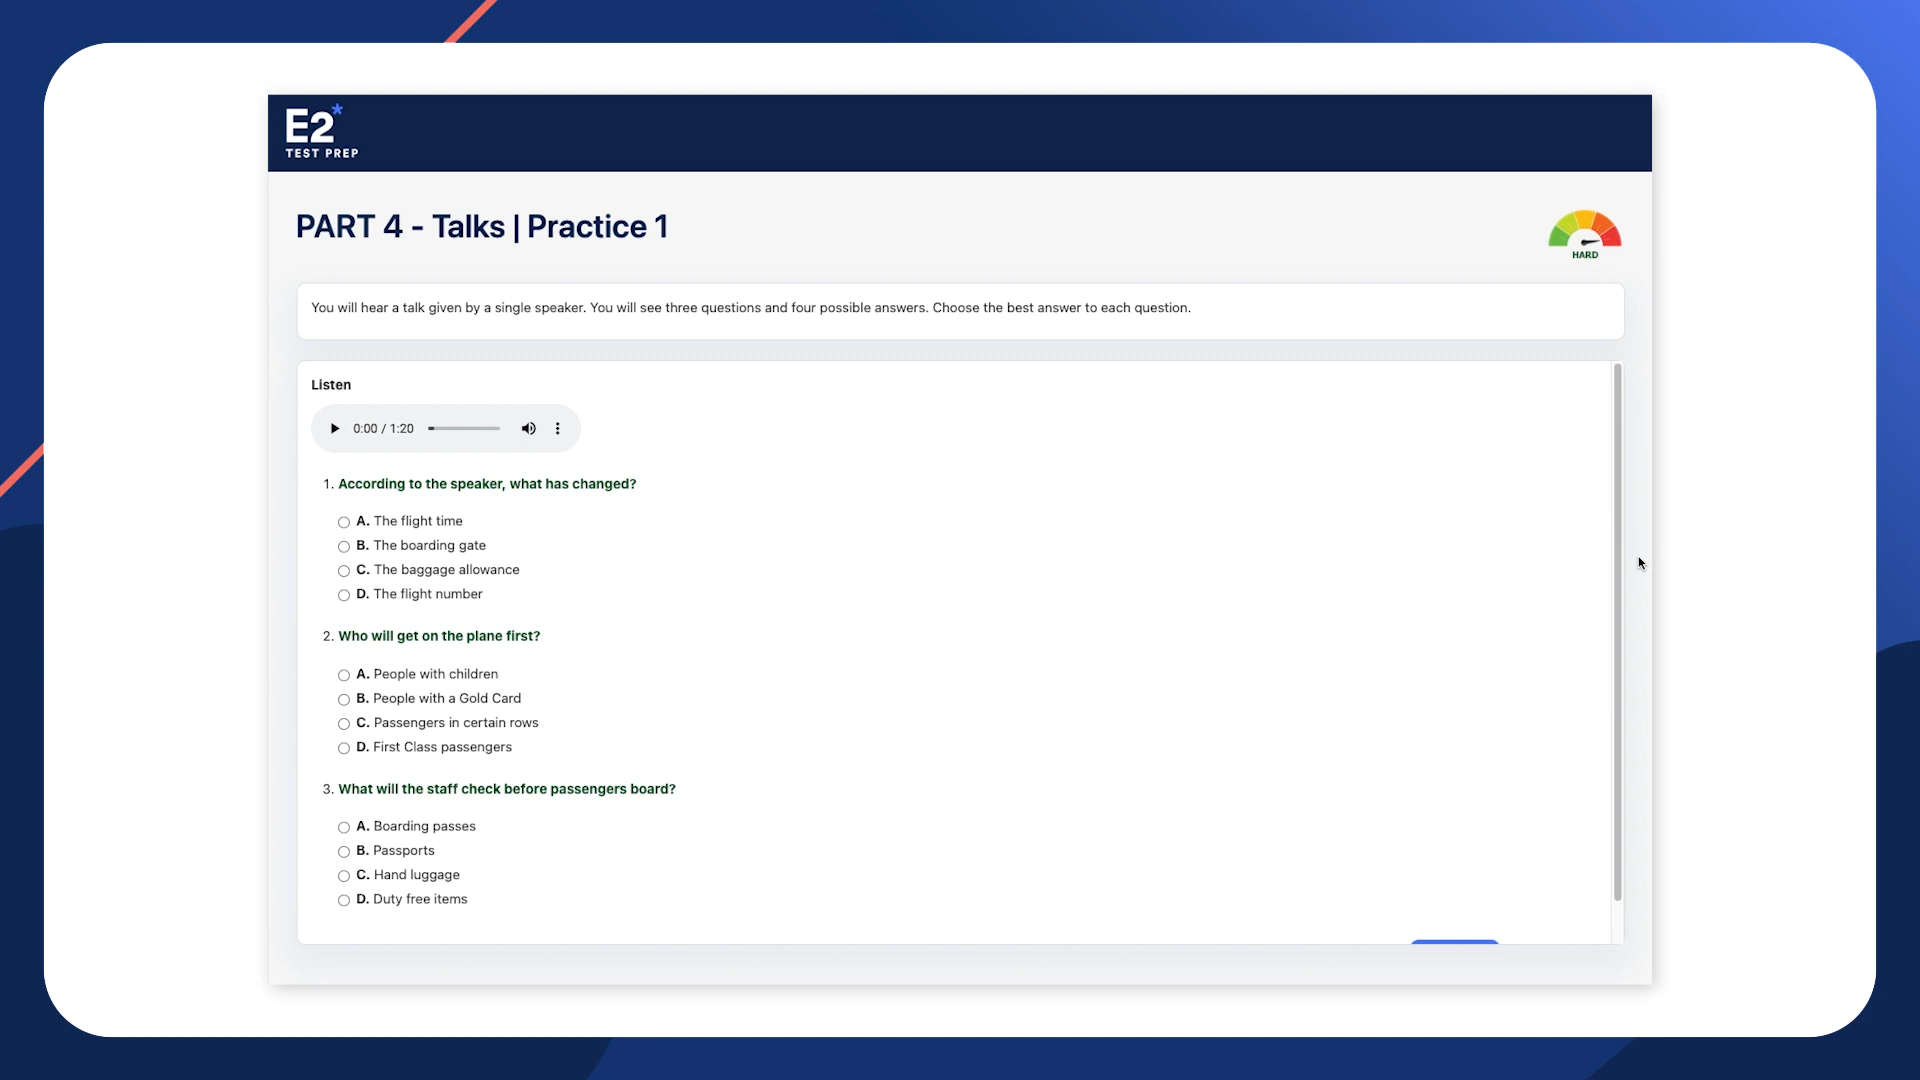 E2*
TEST PREP
PART 4 - Talks | Practice 1
HARD
You will hear a talk given by a single speaker. You will see three questions and four possible answers. Choose the best answer to each question.
Listen
0:00 / 1:20
1. According to the speaker, what has changed?
A. The flight time
B. The boarding gate
C. The baggage allowance
D. The flight number
2. Who will get on the plane first?
A. People with children
B. People with a Gold Card
C. Passengers in certain rows
D. First Class passengers
3. What will the staff check before passengers board?
A. Boarding passes
B. Passports
C. Hand luggage
D. Duty free items